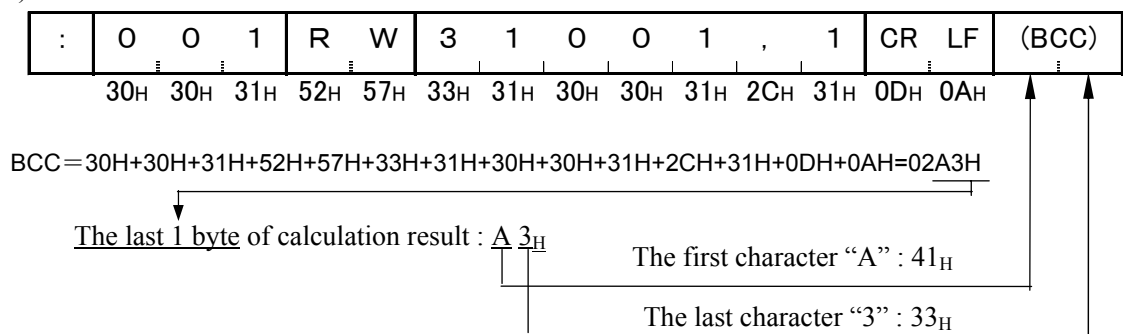 : 0 0 1 R W 3 1 0 0 1 , 1 CR LF (BCC)
30H 30H 31H 52H 57H 33H 31H 30H 30H 31H 2CH 31H 0DH 0AH
BCC=30H+30H+31H+52H+57H+33H+31H+30H+30H+31H+2CH+31H+0DH+0AH=02A3H
The last 1 byte of calculation result : A 3H
The first character “A” : 41H
The last character “3” : 33H